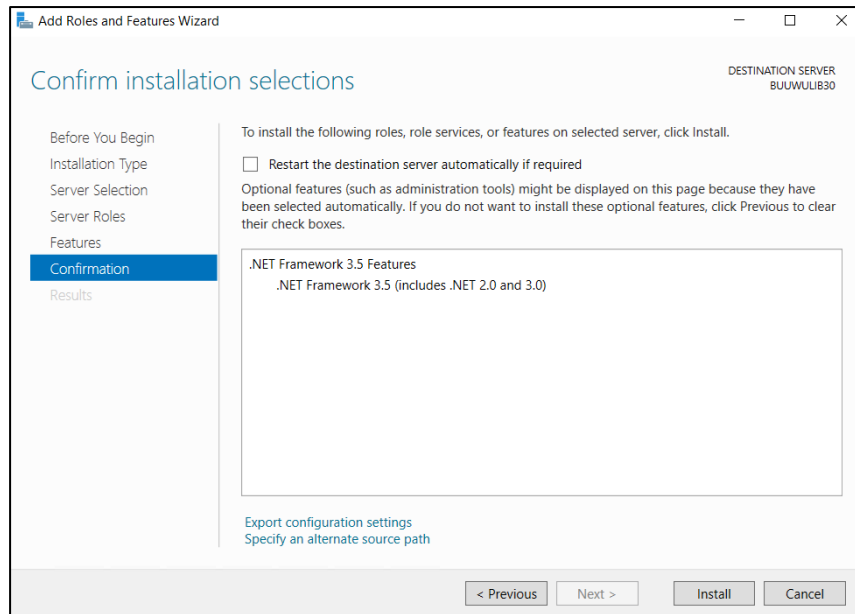 Add Roles and Features Wizard
Confirm installation selections
DESTINATION SERVER
BUUWULIB30
Before You Begin
Installation Type
Server Selection
Server Roles
Features
Confirmation
Results
To install the following roles, role services, or features on selected server, click Install.
Restart the destination server automatically if required
Optional features (such as administration tools) might be displayed on this page because they have
been selected automatically. If you do not want to install these optional features, click Previous to clear
their check boxes.
.NET Framework 3.5 Features
.NET Framework 3.5 (includes .NET 2.0 and 3.0)
Export configuration settings
Specify an alternate source path
< Previous
Next >
Install
Cancel